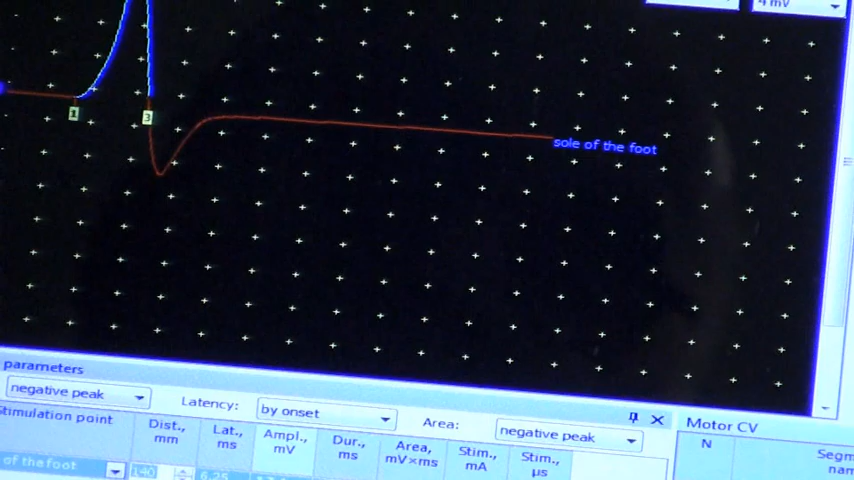 4 mV
1
3
sole of the foot
parameters
negative peak
Latency:
by onset
Area:
negative peak
Stimulation point
Dist., mm
Lat., ms
Ampl., mV
Dur., ms
Area, mV×ms
Stim., mA
Stim., µs
of the foot
140
6.25
Motor CV
N